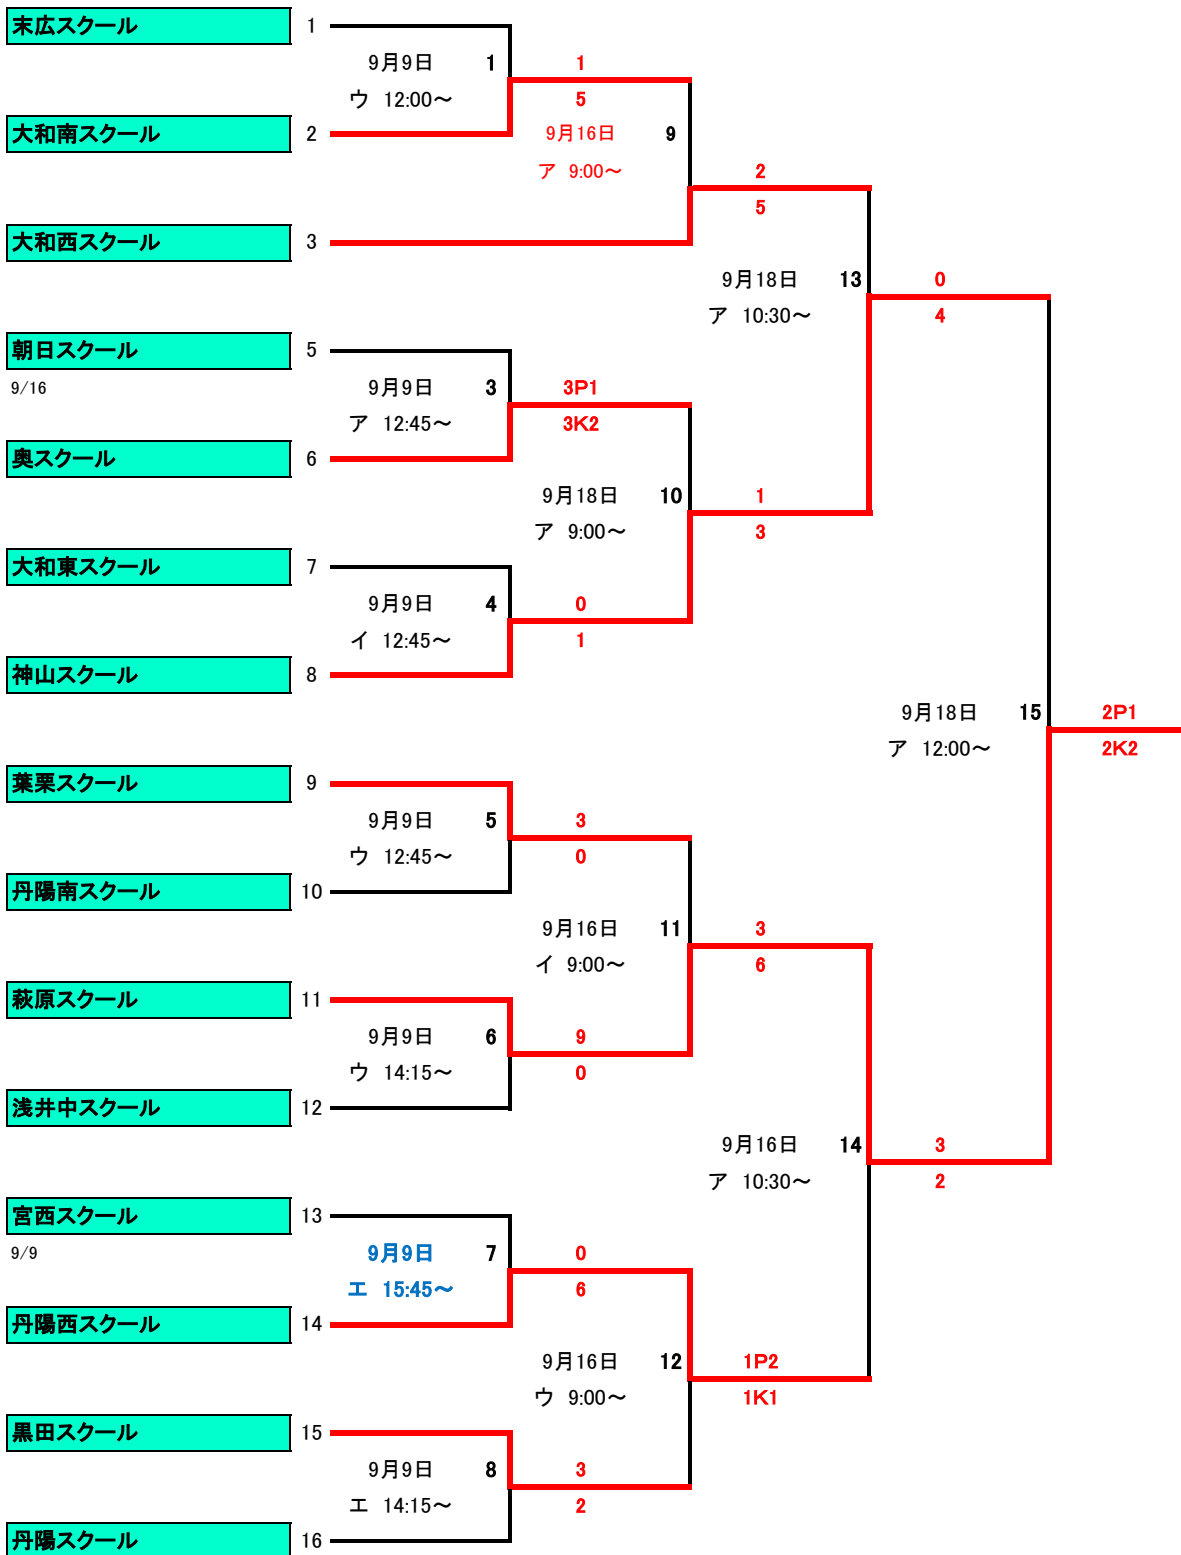 末広スクール 1
9月9日 1 1
ウ 12:00～ 5
大和南スクール 2 9月16日 9
ア 9:00～ 2
5
大和西スクール 3
9月18日 13 0
ア 10:30～ 4
朝日スクール 5
9/16 9月9日 3 3P1
ア 12:45～ 3K2
奥スクール 6
9月18日 10 1
ア 9:00～ 3
大和東スクール 7
9月9日 4 0
イ 12:45～ 1
神山スクール 8
9月18日 15 2P1
ア 12:00～ 2K2
葉栗スクール 9
9月9日 5 3
ウ 12:45～ 0
丹陽南スクール 10
9月16日 11 3
イ 9:00～ 6
萩原スクール 11
9月9日 6 9
ウ 14:15～ 0
浅井中スクール 12
9月16日 14 3
ア 10:30～ 2
宮西スクール 13
9/9 9月9日 7 0
エ 15:45～ 6
丹陽西スクール 14
9月16日 12 1P2
ウ 9:00～ 1K1
黒田スクール 15
9月9日 8 3
エ 14:15～ 2
丹陽スクール 16